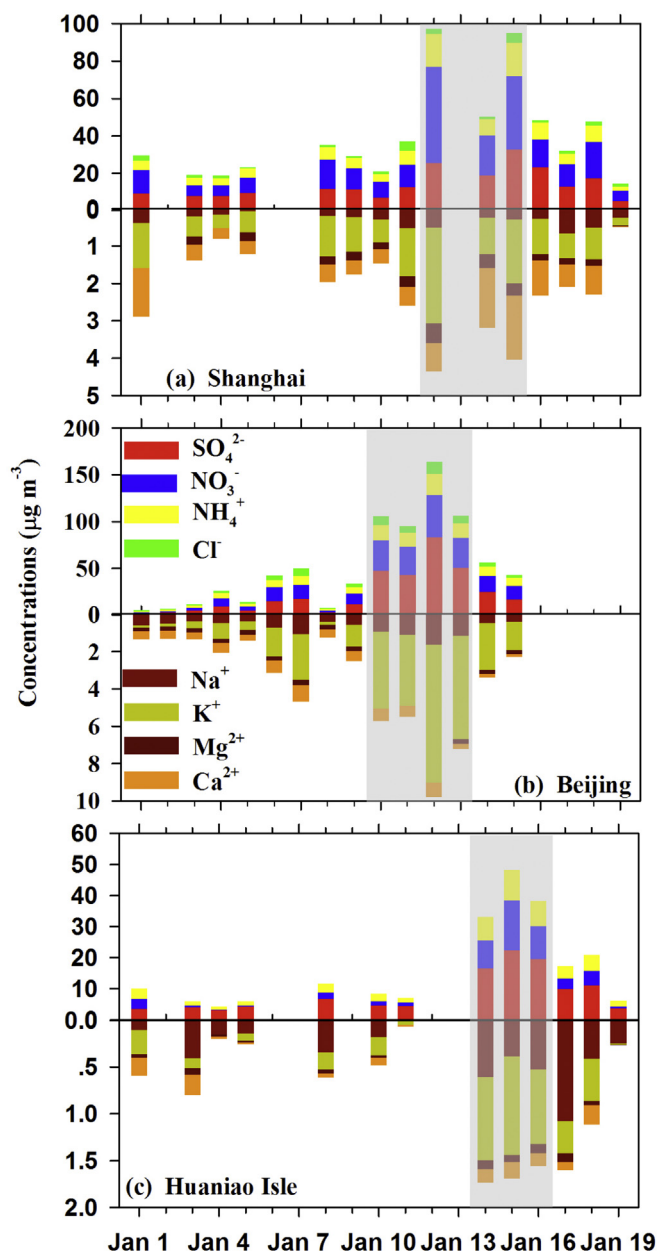 100
80
60
40
20
0
1
2
3
4
5
(a) Shanghai
Concentrations (μg m⁻³)
200
150
100
50
0
2
4
6
8
10
SO₄²⁻
NO₃⁻
NH₄⁺
Cl⁻
Na⁺
K⁺
Mg²⁺
Ca²⁺
(b) Beijing
60
50
40
30
20
10
0.0
.5
1.0
1.5
2.0
(c) Huaniao Isle
Jan 1 Jan 4 Jan 7 Jan 10 Jan 13 Jan 16 Jan 19